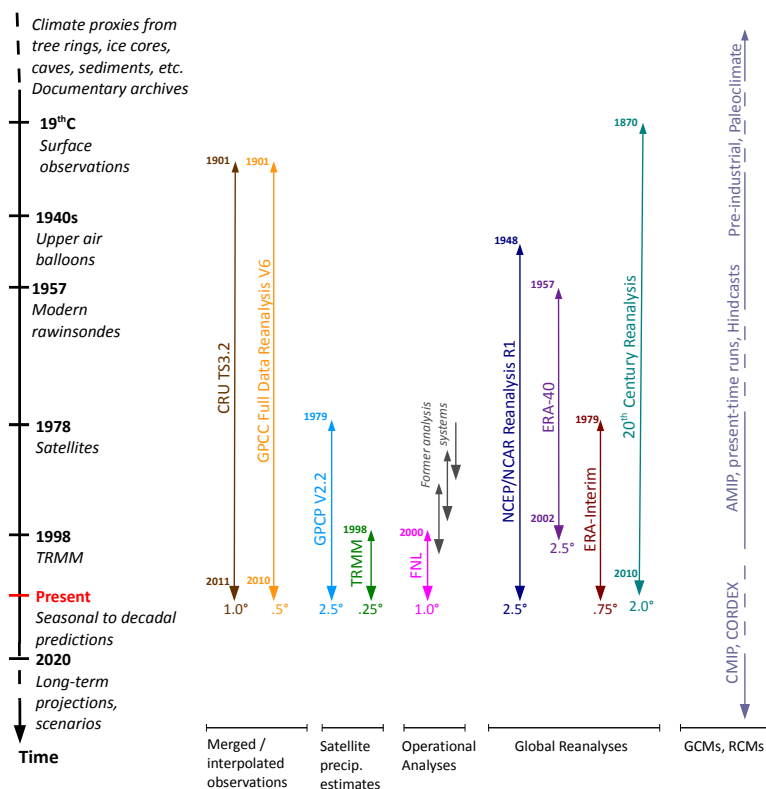 Climate proxies from
tree rings, ice cores,
caves, sediments, etc.
Documentary archives
19thC
Surface
observations
1940s
Upper air
balloons
1957
Modern
rawinsondes
1978
Satellites
1998
TRMM
Present
Seasonal to decadal
predictions
2020
Long-term
projections,
scenarios
Time
1901
CRU TS3.2
2011
1.0°
1901
GPCC Full Data Reanalysis V6
2010
.5°
1979
GPCP V2.2
2.5°
1998
TRMM
.25°
Former analysis
systems
2000
FNL
1.0°
1948
NCEP/NCAR Reanalysis R1
2.5°
1957
ERA-40
2002
2.5°
1979
ERA-Interim
.75°
1870
20th Century Reanalysis
2010
2.0°
Pre-industrial, Paleoclimate
AMIP, present-time runs, Hindcasts
CMIP, CORDEX
Merged /
interpolated
observations
Satellite
precip.
estimates
Operational
Analyses
Global Reanalyses
GCMs, RCMs